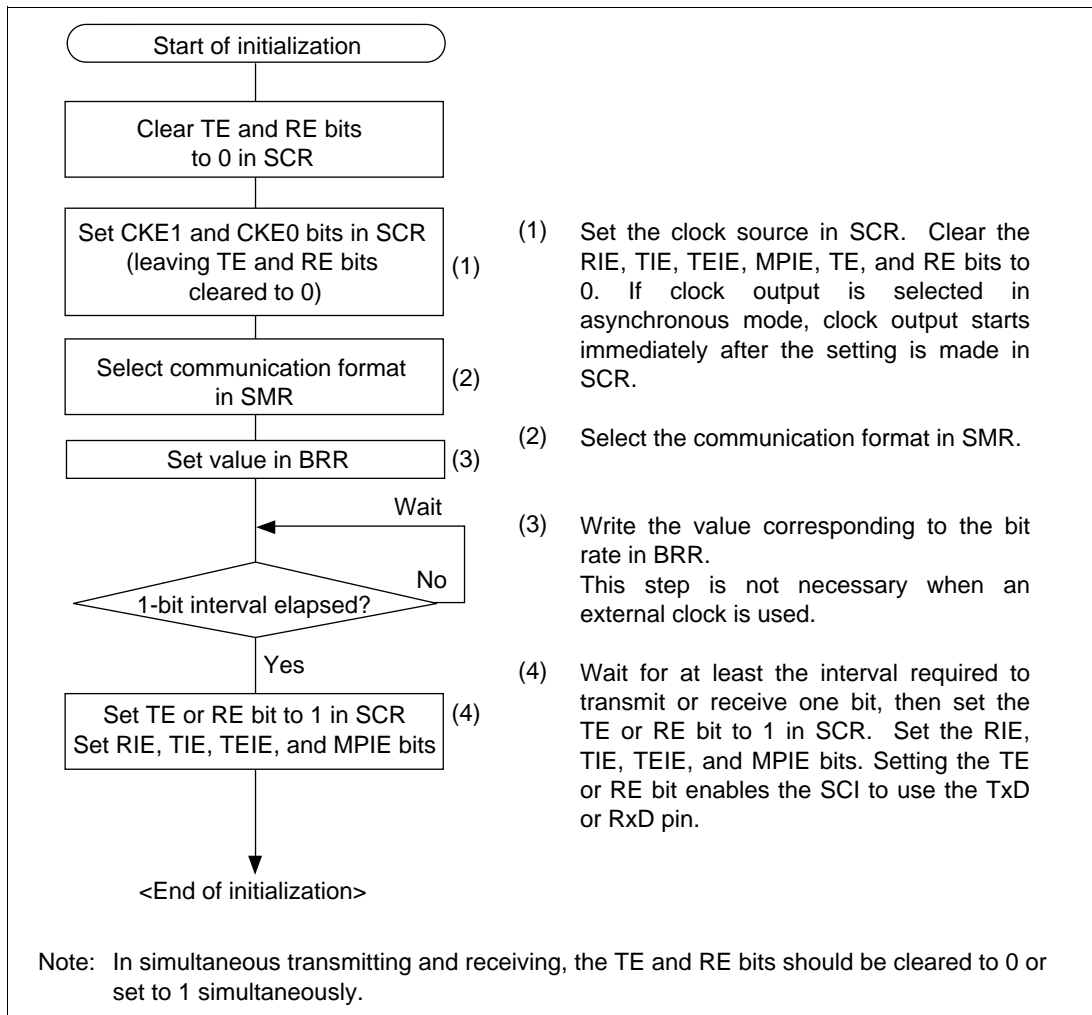 Start of initialization
Clear TE and RE bits
to 0 in SCR
Set CKE1 and CKE0 bits in SCR
(leaving TE and RE bits
cleared to 0)
(1)
Select communication format
in SMR
(2)
Set value in BRR
(3)
Wait
No
1-bit interval elapsed?
Yes
Set TE or RE bit to 1 in SCR
Set RIE, TIE, TEIE, and MPIE bits
(4)
<End of initialization>
(1) Set the clock source in SCR. Clear the
RIE, TIE, TEIE, MPIE, TE, and RE bits to
0. If clock output is selected in
asynchronous mode, clock output starts
immediately after the setting is made in
SCR.
(2) Select the communication format in SMR.
(3) Write the value corresponding to the bit
rate in BRR.
This step is not necessary when an
external clock is used.
(4) Wait for at least the interval required to
transmit or receive one bit, then set the
TE or RE bit to 1 in SCR. Set the RIE,
TIE, TEIE, and MPIE bits. Setting the TE
or RE bit enables the SCI to use the TxD
or RxD pin.
Note: In simultaneous transmitting and receiving, the TE and RE bits should be cleared to 0 or
set to 1 simultaneously.